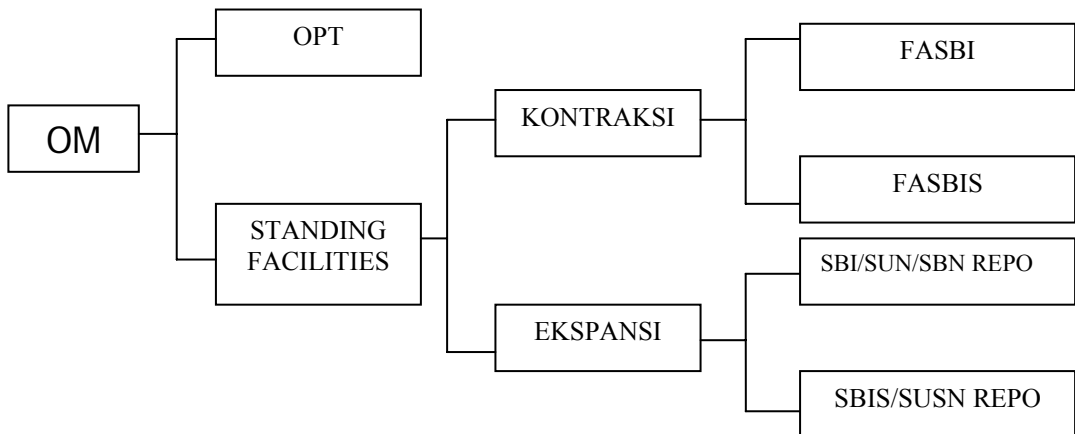 OM
OPT
STANDING
FACILITIES
KONTRAKSI
EKSPANSI
FASBI
FASBIS
SBI/SUN/SBN REPO
SBIS/SUSN REPO